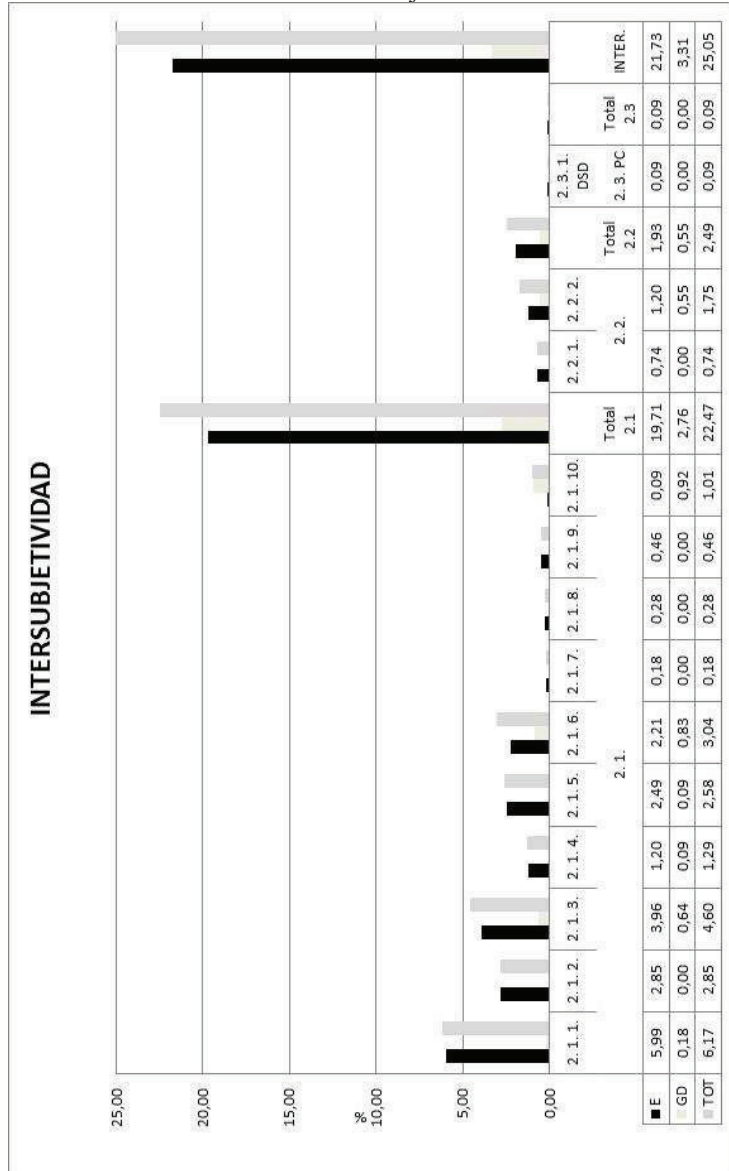 INTERSUBJETIVIDAD
25,00
20,00
15,00
10,00
5,00
0,00
%
2. 1. 1. 2. 1. 2. 2. 1. 3. 2. 1. 4. 2. 1. 5. 2. 1. 6. 2. 1. 7. 2. 1. 8. 2. 1. 9. 2. 1. 10. Total 2.1 2. 2. 1. 2. 2. 2. Total 2.2 2. 3. 1. DSD Total 2.3 INTER.
2. 1. 2. 2. 2. 3. PC
E 5,99 2,85 3,96 1,20 2,49 2,21 0,18 0,28 0,46 0,09 19,71 0,74 1,20 1,93 0,09 0,09 21,73
GD 0,18 0,00 0,64 0,09 0,09 0,83 0,00 0,00 0,00 0,92 2,76 0,00 0,55 0,55 0,00 0,00 3,31
TOT 6,17 2,85 4,60 1,29 2,58 3,04 0,18 0,28 0,46 1,01 22,47 0,74 1,75 2,49 0,09 0,09 25,05